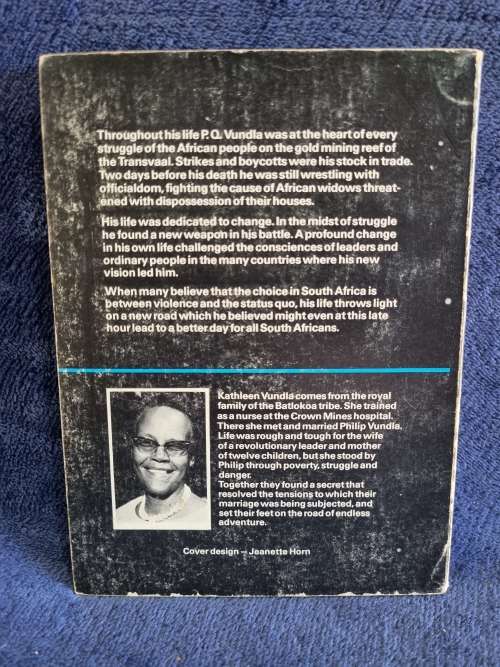 Throughout his life P.Q. Vundla was at the heart of every
struggle of the African people on the gold mining reef of
the Transvaal. Strikes and boycotts were his stock in trade.
Two days before his death he was still wrestling with
officialdom, fighting the cause of African widows threat-
ened with dispossession of their houses.
His life was dedicated to change. In the midst of struggle
he found a new weapon in his battle. A profound change
in his own life challenged the consciences of leaders and
ordinary people in the many countries where his new
vision led him.
When many believe that the choice in South Africa is
between violence and the status quo, his life throws light
on a new road which he believed might even at this late
hour lead to a better day for all South Africans.
Kathleen Vundla comes from the royal
family of the Batlokoa tribe. She trained
as a nurse at the Crown Mines hospital.
There she met and married Philip Vundla.
Life was rough and tough for the wife
of a revolutionary leader and mother
of twelve children, but she stood by
Philip through poverty, struggle and
danger.
Together they found a secret that
resolved the tensions to which their
marriage was being subjected, and
set their feet on the road of endless
adventure.
Cover design – Jeanette Horn